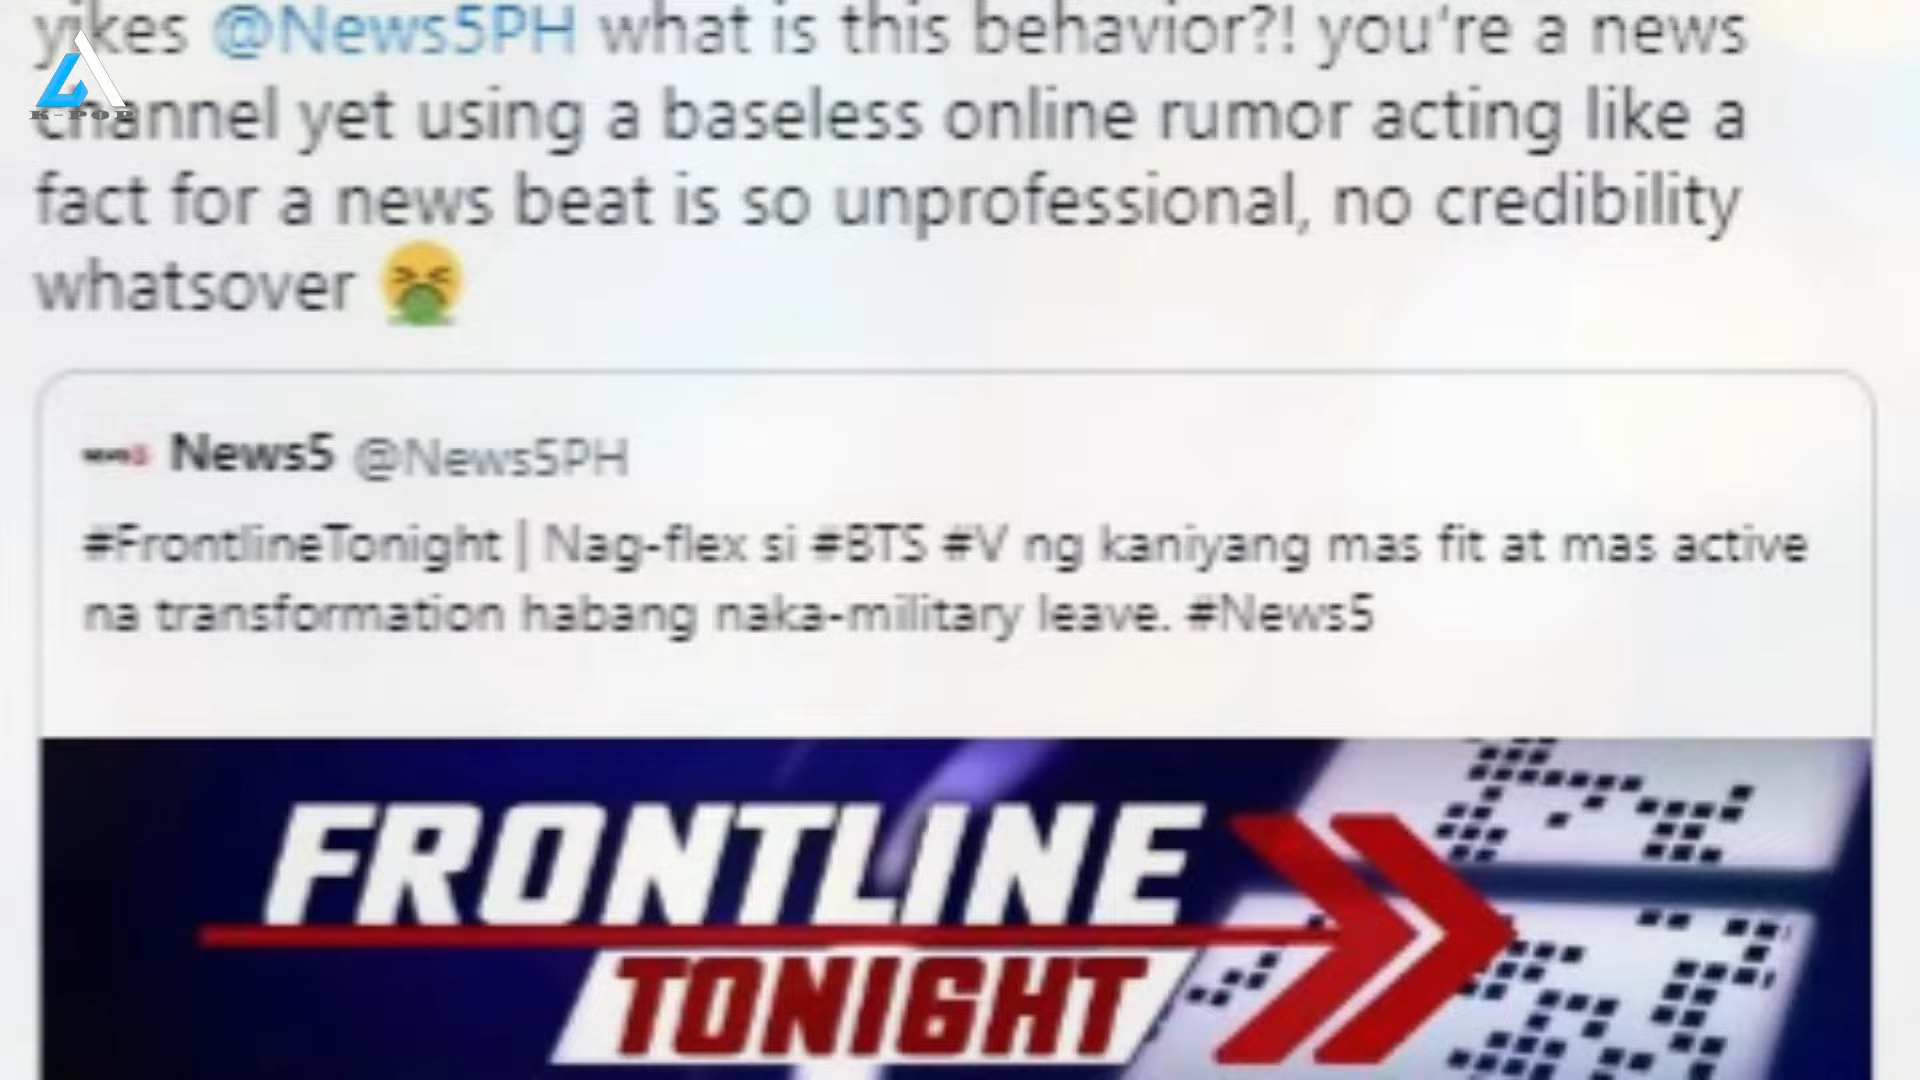 yikes @News5PH what is this behavior?! you're a news
channel yet using a baseless online rumor acting like a
fact for a news beat is so unprofessional, no credibility
whatsover 🤮
K-POP
NEWS5 News5 @News5PH
#FrontlineTonight | Nag-flex si #BTS #V ng kaniyang mas fit at mas active
na transformation habang naka-military leave. #News5
FRONTLINE
TONIGHT